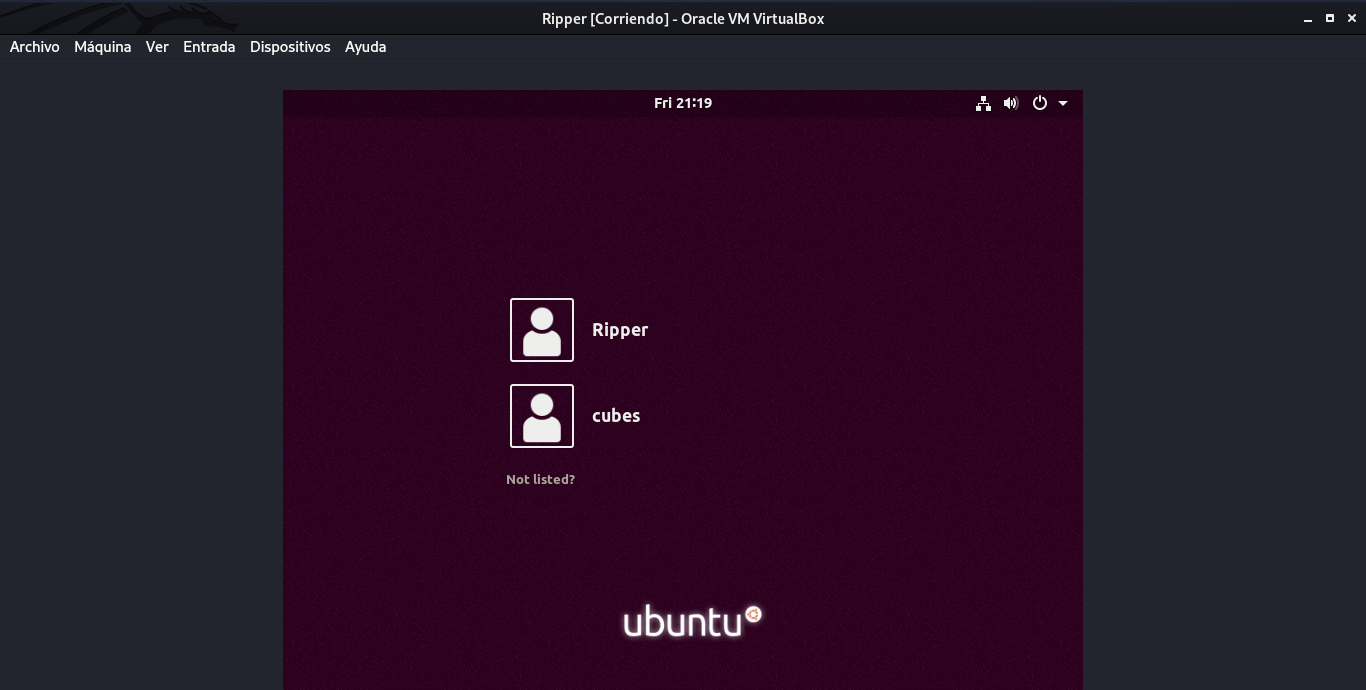 Ripper [Corriendo] - Oracle VM VirtualBox
Archivo Máquina Ver Entrada Dispositivos Ayuda
Fri 21:19
Ripper
cubes
Not listed?
ubuntu